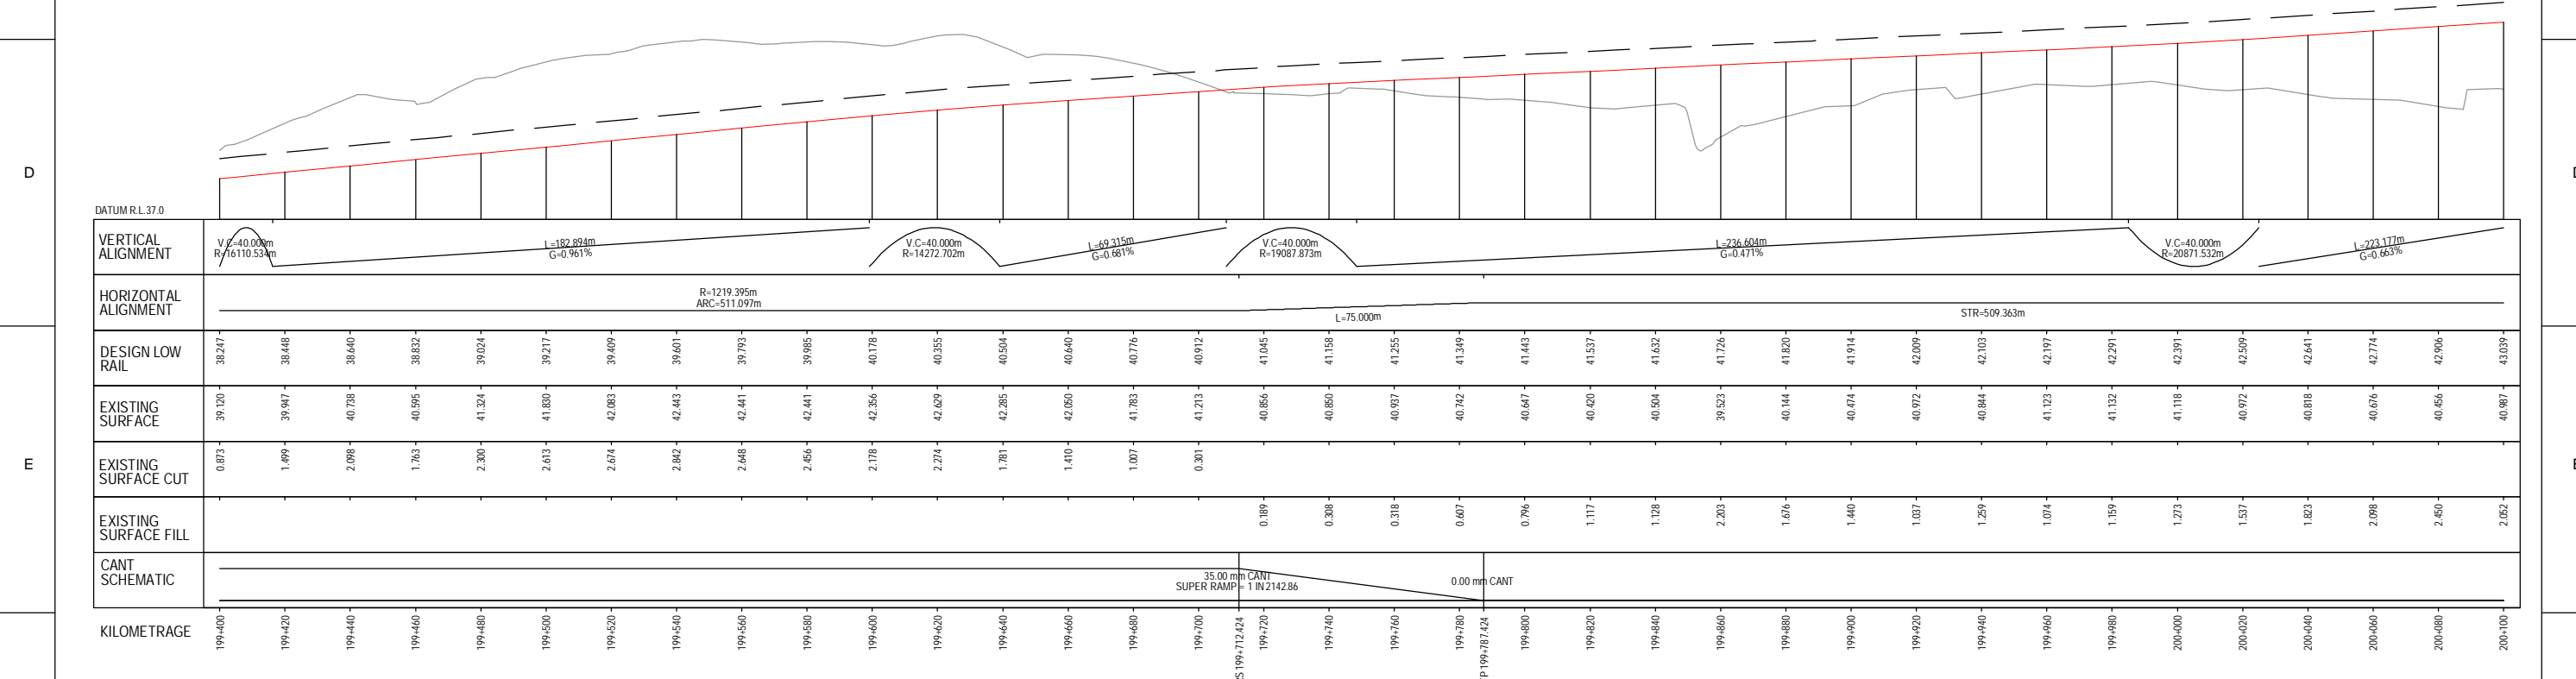 D
DATUM R.L.37.0
VERTICAL
ALIGNMENT
V.C=40.000m
R=16110.534m
L=182.894m
G=0.961%
V.C=40.000m
R=14272.702m
L=69.315m
G=0.681%
V.C=40.000m
R=19087.873m
L=236.604m
G=0.471%
V.C=40.000m
R=20871.532m
L=223.177m
G=0.663%
HORIZONTAL
ALIGNMENT
R=1219.395m
ARC=511.097m
L=75.000m
STR=509.363m
DESIGN LOW
RAIL
38.247 38.448 38.640 38.832 39.024 39.217 39.409 39.601 39.793 39.985 40.178 40.355 40.504 40.640 40.776 40.912 41.045 41.158 41.255 41.349 41.443 41.537 41.632 41.726 41.820 41.914 42.009 42.103 42.197 42.291 42.391 42.509 42.641 42.774 42.906 43.039
EXISTING
SURFACE
39.120 39.947 40.738 40.595 41.324 41.830 42.083 42.443 42.441 42.441 42.356 42.629 42.285 42.050 41.783 41.213 40.856 40.850 40.937 40.742 40.647 40.420 40.504 39.523 40.144 40.474 40.972 40.844 41.123 41.132 41.118 40.972 40.818 40.676 40.456 40.987
E
EXISTING
SURFACE CUT
0.873 1.499 2.098 1.763 2.300 2.613 2.674 2.842 2.648 2.456 2.178 2.274 1.781 1.410 1.007 0.301
EXISTING
SURFACE FILL
0.189 0.308 0.318 0.607 0.796 1.117 1.128 2.203 1.676 1.440 1.037 1.259 1.074 1.159 1.273 1.537 1.823 2.098 2.450 2.052
CANT
SCHEMATIC
35.00 mm CANT
SUPER RAMP = 1 IN 2142.86
0.00 mm CANT
KILOMETRAGE
199+400 199+420 199+440 199+460 199+480 199+500 199+520 199+540 199+560 199+580 199+600 199+620 199+640 199+660 199+680 199+700 199+712.424 199+720 199+740 199+760 199+780 199+787.424 199+800 199+820 199+840 199+860 199+880 199+900 199+920 199+940 199+960 199+980 200+000 200+020 200+040 200+060 200+080 200+100